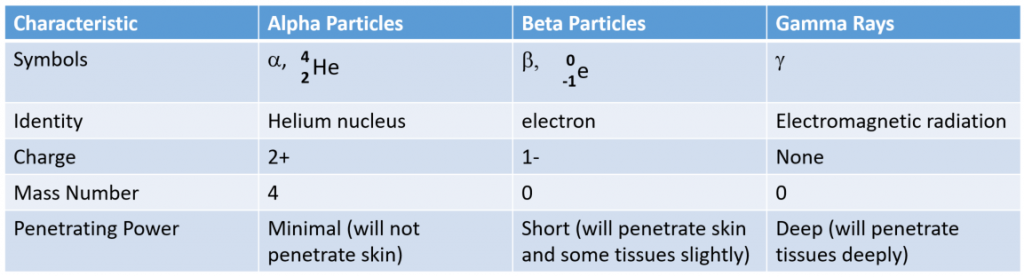 Characteristic Alpha Particles Beta Particles Gamma Rays
Symbols α, ⁴₂He β, ⁰₋₁e γ
Identity Helium nucleus electron Electromagnetic radiation
Charge 2+ 1- None
Mass Number 4 0 0
Penetrating Power Minimal (will not Short (will penetrate skin Deep (will penetrate
penetrate skin) and some tissues slightly) tissues deeply)